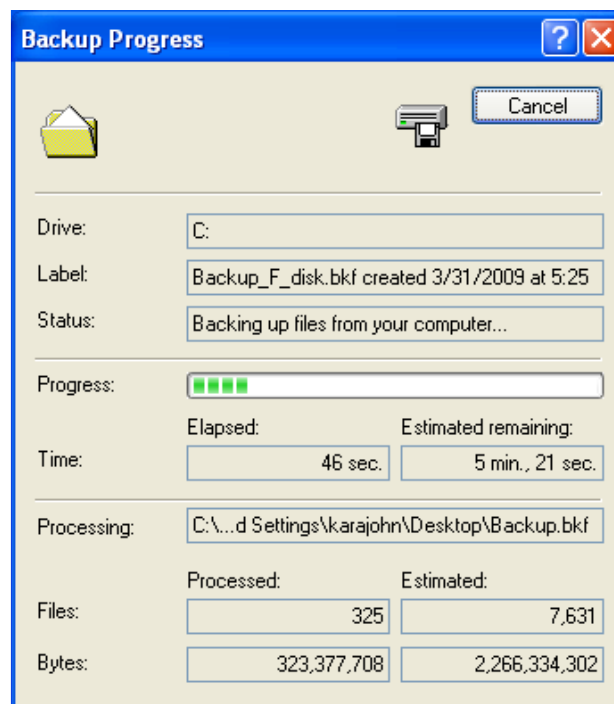 Backup Progress
Cancel
Drive: C:
Label: Backup_F_disk.bkf created 3/31/2009 at 5:25
Status: Backing up files from your computer...
Progress:
Elapsed: Estimated remaining:
Time: 46 sec. 5 min., 21 sec.
Processing: C:\...d Settings\karajohn\Desktop\Backup.bkf
Processed: Estimated:
Files: 325 7,631
Bytes: 323,377,708 2,266,334,302